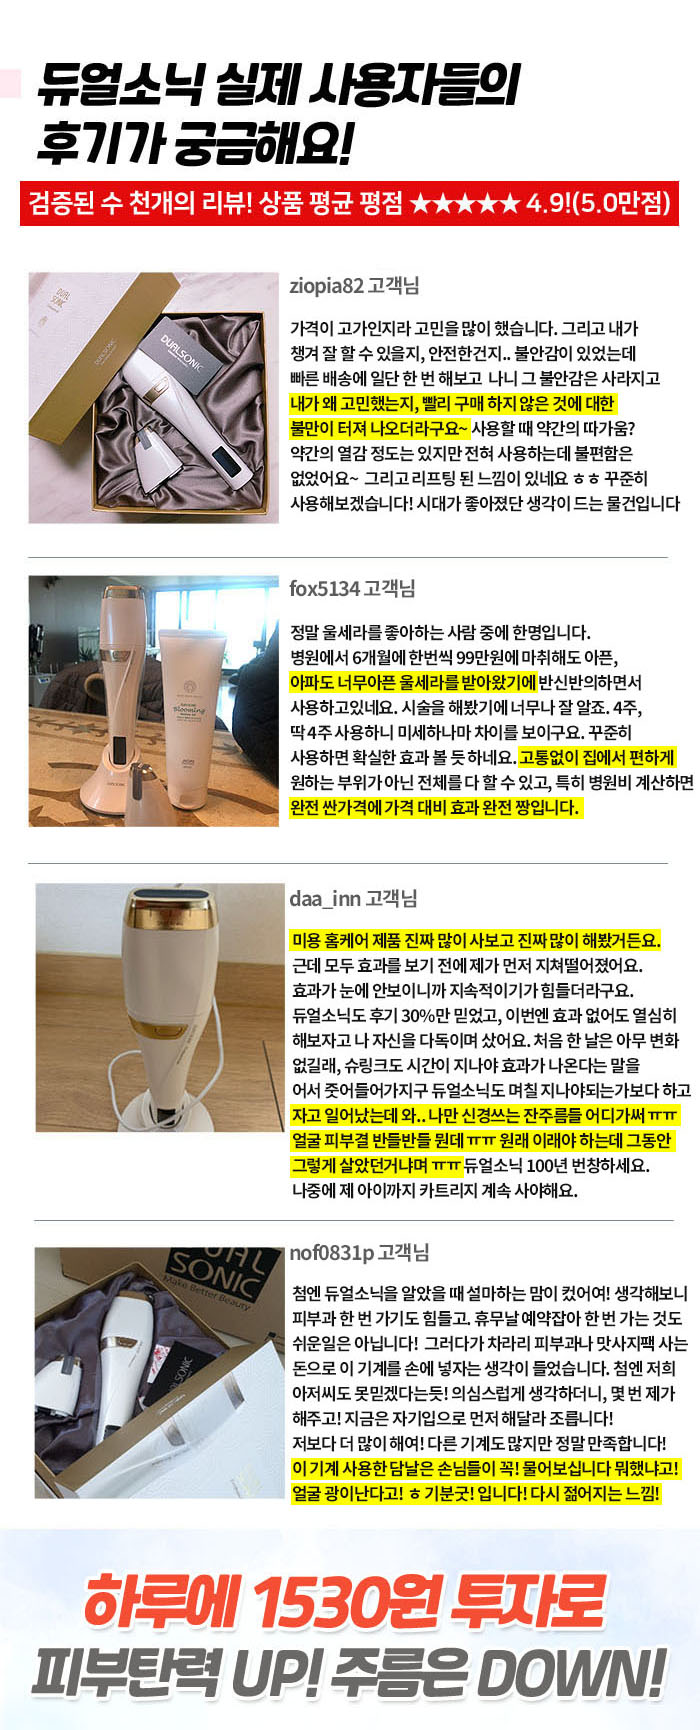 듀얼소닉 실제 사용자들의
후기가 궁금해요!
검증된 수 천개의 리뷰! 상품 평균 평점 ★★★★★ 4.9!(5.0만점)
ziopia82 고객님
가격이 고가인지라 고민을 많이 했습니다. 그리고 내가
챙겨 잘 할 수 있을지, 안전한건지.. 불안감이 있었는데
빠른 배송에 일단 한 번 해보고 나니 그 불안감은 사라지고
내가 왜 고민했는지, 빨리 구매 하지 않은 것에 대한
불만이 터져 나오더라구요~ 사용할 때 약간의 따가움?
약간의 열감 정도는 있지만 전혀 사용하는데 불편함은
없었어요~ 그리고 리프팅 된 느낌이 있네요 ㅎㅎ 꾸준히
사용해보겠습니다! 시대가 좋아졌단 생각이 드는 물건입니다
DUAL
SONIC
DUALSONIC
fox5134 고객님
정말 울세라를 좋아하는 사람 중에 한명입니다.
병원에서 6개월에 한번씩 99만원에 마취해도 아픈,
아파도 너무아픈 울세라를 받아왔기에 반신반의하면서
사용하고있네요. 시술을 해봤기에 너무나 잘 알죠. 4주,
딱 4주 사용하니 미세하나마 차이를 보이구요. 꾸준히
사용하면 확실한 효과 볼 듯 하네요. 고통없이 집에서 편하게
원하는 부위가 아닌 전체를 다 할 수 있고, 특히 병원비 계산하면
완전 싼가격에 가격 대비 효과 완전 짱입니다.
Blooming
daa_inn 고객님
미용 홈케어 제품 진짜 많이 사보고 진짜 많이 해봤거든요.
근데 모두 효과를 보기 전에 제가 먼저 지쳐떨어졌어요.
효과가 눈에 안보이니까 지속적이기가 힘들더라구요.
듀얼소닉도 후기 30%만 믿었고, 이번엔 효과 없어도 열심히
해보자고 나 자신을 다독이며 샀어요. 처음 한 날은 아무 변화
없길래, 슈링크도 시간이 지나야 효과가 나온다는 말을
어서 줏어들어가지구 듀얼소닉도 며칠 지나야되는가보다 하고
자고 일어났는데 와.. 나만 신경쓰는 잔주름들 어디가써 ㅠㅠ
얼굴 피부결 반들반들 뭔데 ㅠㅠ 원래 이래야 하는데 그동안
그렇게 살았던거냐며 ㅠㅠ 듀얼소닉 100년 번창하세요.
나중에 제 아이까지 카트리지 계속 사야해요.
nof0831p 고객님
첨엔 듀얼소닉을 알았을 때 설마하는 맘이 컸어여! 생각해보니
피부과 한 번 가기도 힘들고. 휴무날 예약잡아 한 번 가는 것도
쉬운일은 아닙니다! 그러다가 차라리 피부과나 맛사지팩 사는
돈으로 이 기계를 손에 넣자는 생각이 들었습니다. 첨엔 저희
아저씨도 못믿겠다는듯! 의심스럽게 생각하더니, 몇 번 제가
해주고! 지금은 자기입으로 먼저 해달라 조릅니다!
저보다 더 많이 해여! 다른 기계도 많지만 정말 만족합니다!
이 기계 사용한 담날은 손님들이 꼭! 물어보십니다 뭐했냐고!
얼굴 광이난다고! ㅎ 기분굿! 입니다! 다시 젊어지는 느낌!
DUAL
SONIC
Make Better Beauty
하루에 1530원 투자로
피부탄력 UP! 주름은 DOWN!